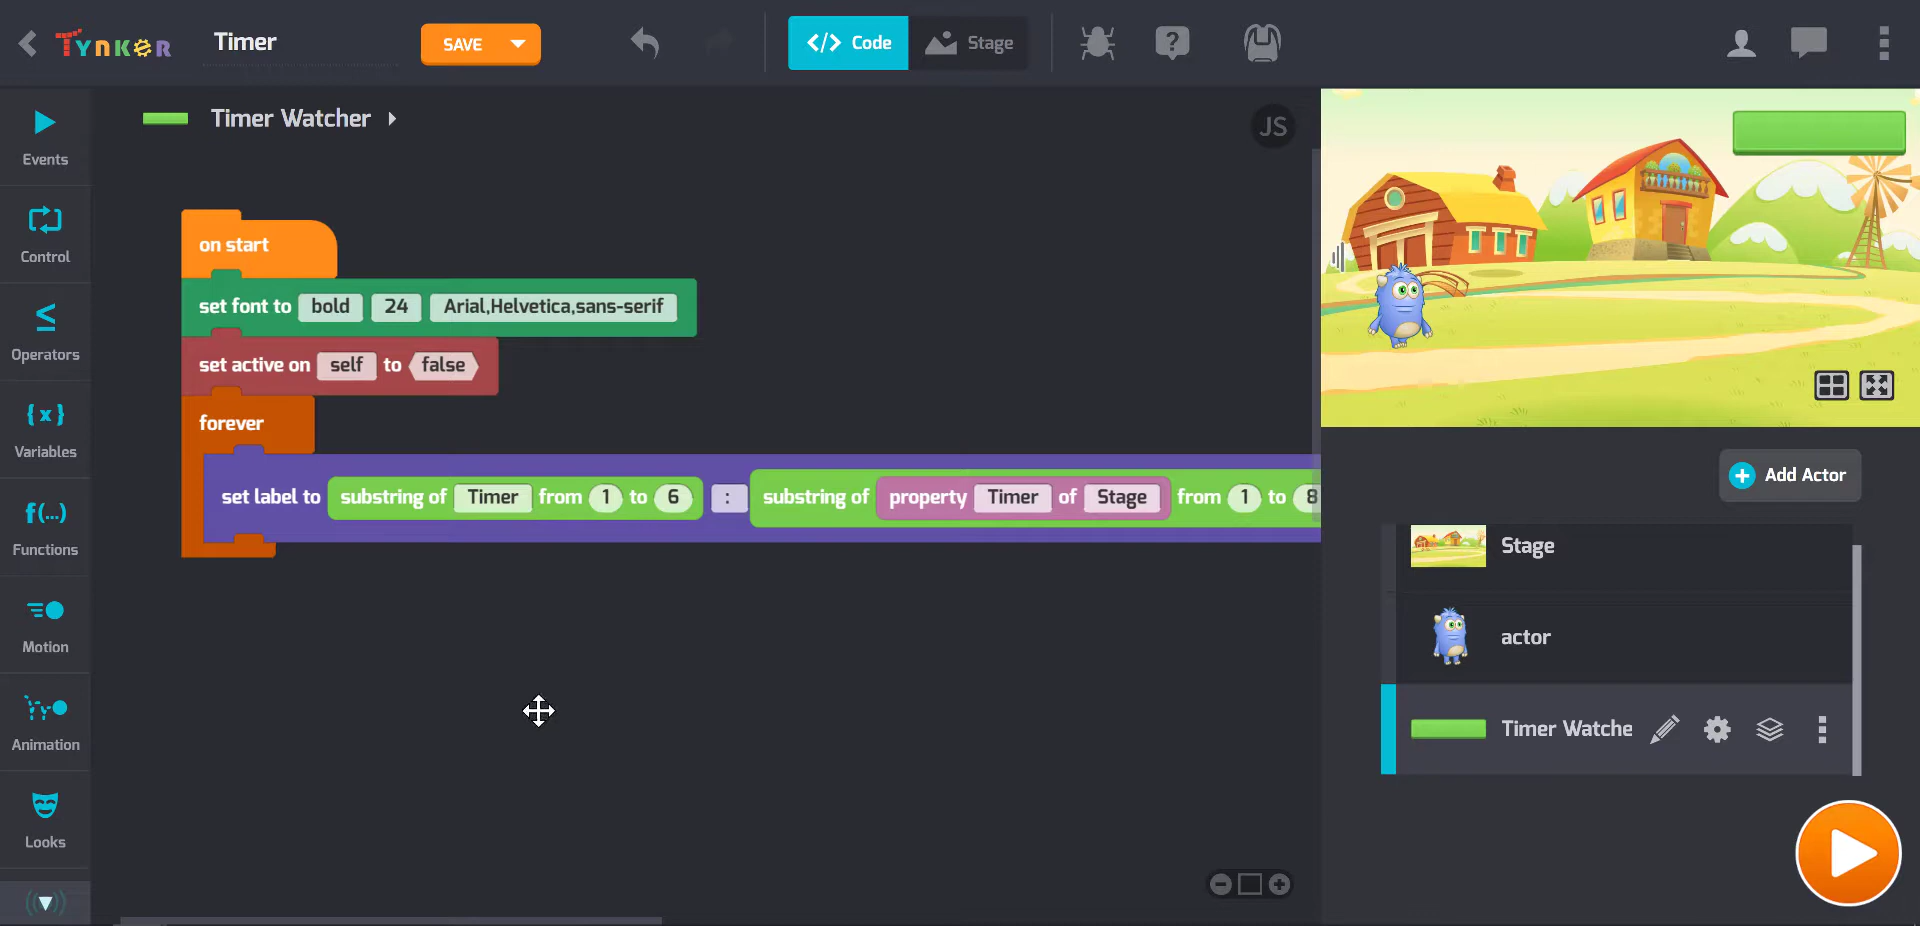 TYNKER
Timer
SAVE
</> Code
Stage
?
Timer Watcher
JS
Events
Control
Operators
{x}
Variables
f(...)
Functions
Motion
Animation
Looks
on start
set font to bold 24 Arial,Helvetica,sans-serif
set active on self to false
forever
set label to substring of Timer from 1 to 6 : substring of property Timer of Stage from 1 to 8
Add Actor
Stage
actor
Timer Watche